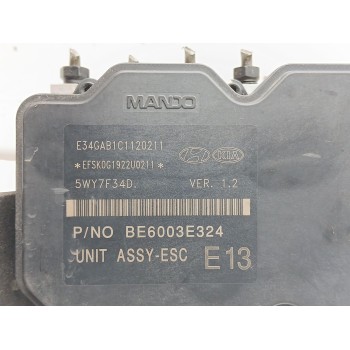 MANDO
E34GAB1C1120211
*EFSK0G1922U0211*
5WY7F34D. VER. 1.2
P/NO BE6003E324
UNIT ASSY-ESC E13